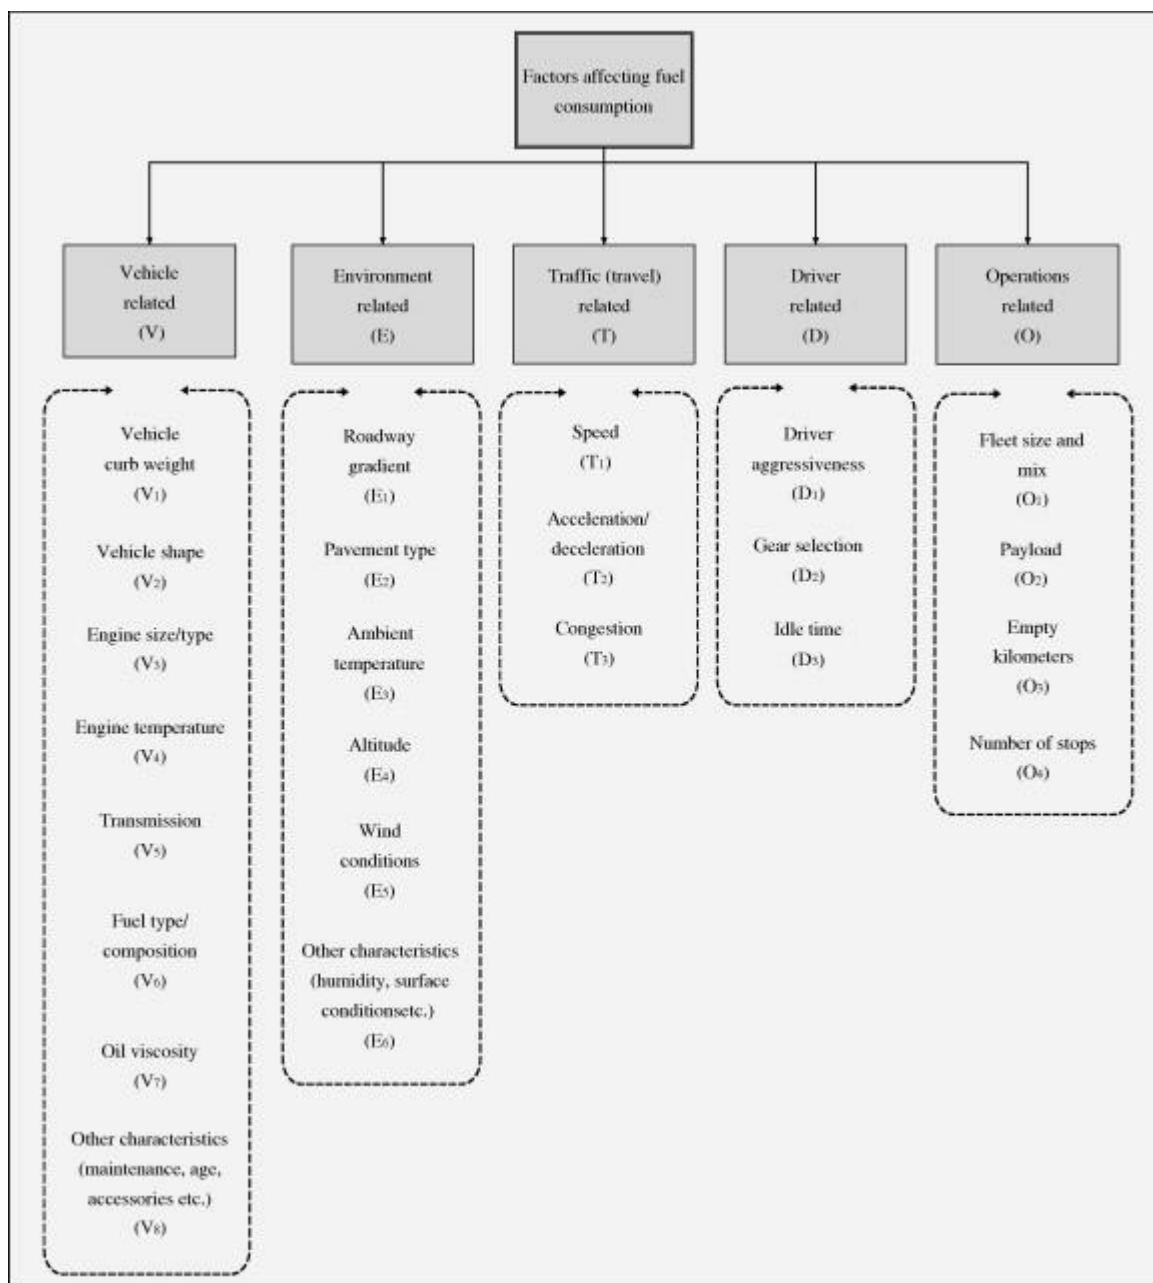 Factors affecting fuel
consumption
Vehicle
related
(V)
Environment
related
(E)
Traffic (travel)
related
(T)
Driver
related
(D)
Operations
related
(O)
Vehicle
curb weight
(V1)
Vehicle shape
(V2)
Engine size/type
(V3)
Engine temperature
(V4)
Transmission
(V5)
Fuel type/
composition
(V6)
Oil viscosity
(V7)
Other characteristics
(maintenance, age,
accessories etc.)
(V8)
Roadway
gradient
(E1)
Pavement type
(E2)
Ambient
temperature
(E3)
Altitude
(E4)
Wind
conditions
(E5)
Other characteristics
(humidity, surface
conditionsetc.)
(E6)
Speed
(T1)
Acceleration/
deceleration
(T2)
Congestion
(T3)
Driver
aggressiveness
(D1)
Gear selection
(D2)
Idle time
(D3)
Fleet size and
mix
(O1)
Payload
(O2)
Empty
kilometers
(O3)
Number of stops
(O4)